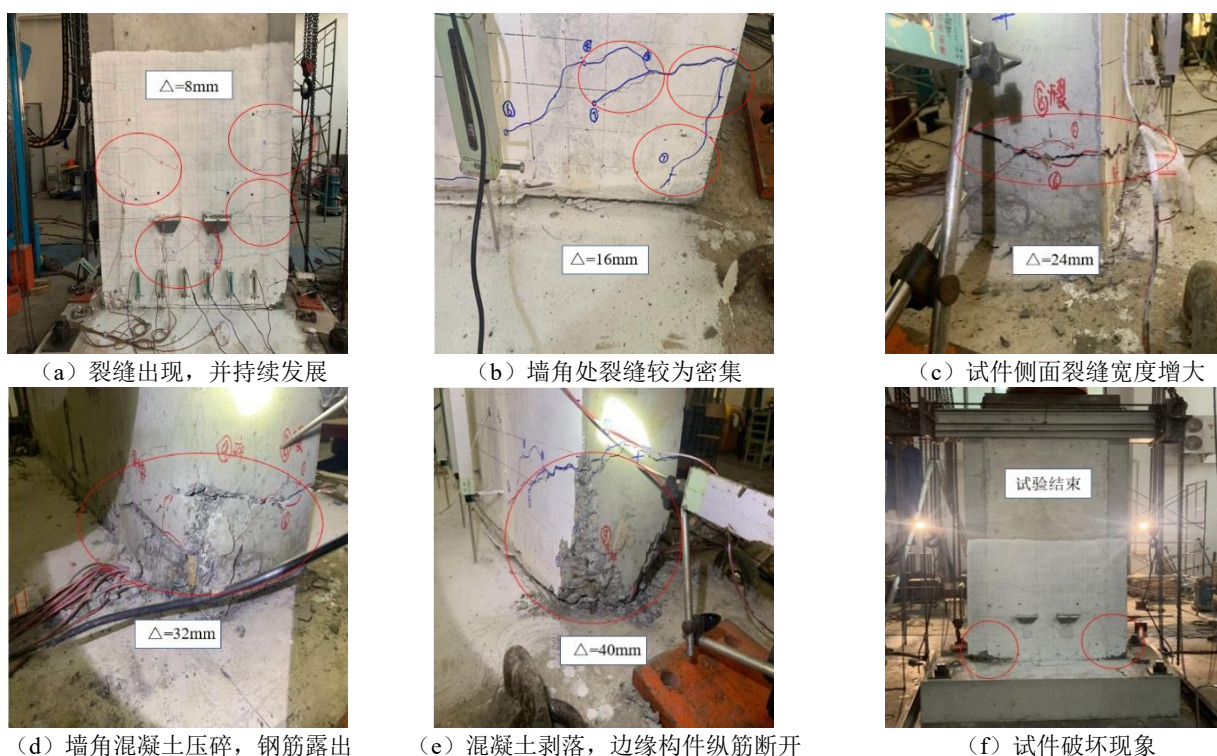 △=8mm
△=16mm
⑥裂
△=24mm
（a）裂缝出现，并持续发展
（b）墙角处裂缝较为密集
（c）试件侧面裂缝宽度增大
△=32mm
△=40mm
试验结束
（d）墙角混凝土压碎，钢筋露出
（e）混凝土剥落，边缘构件纵筋断开
（f）试件破坏现象